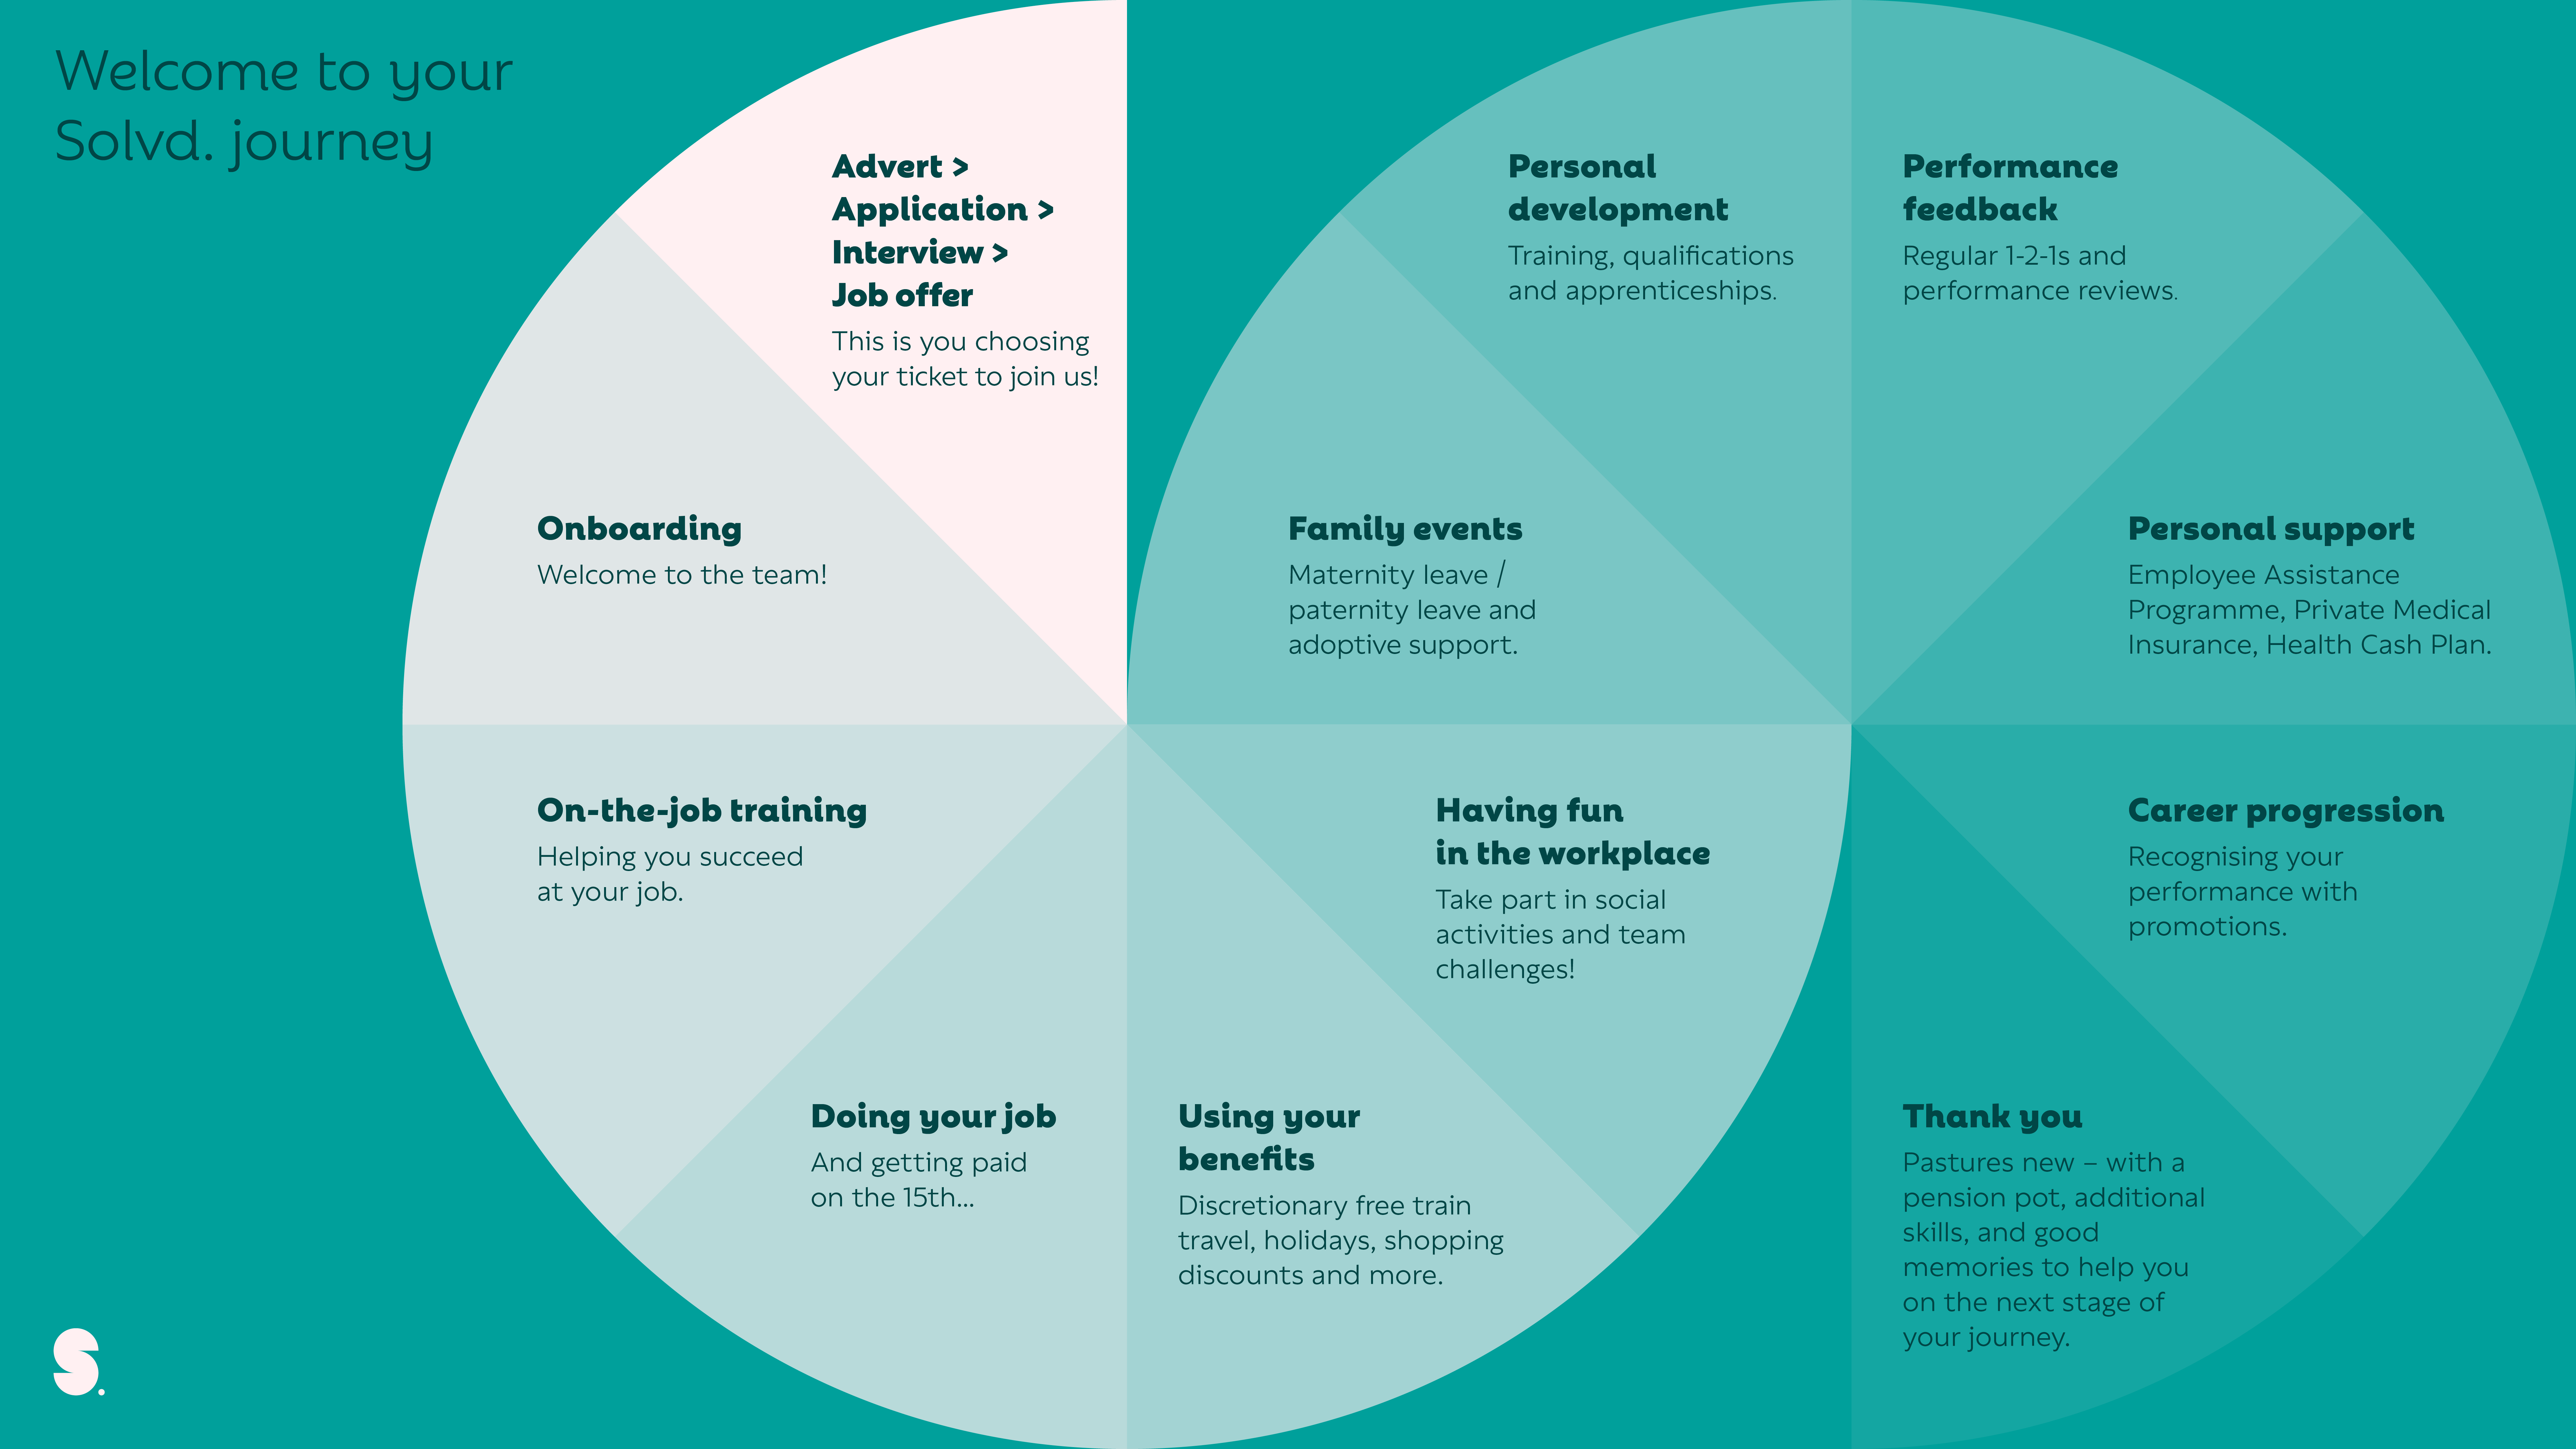 Welcome to your
Solvd. journey
Advert >
Application >
Interview >
Job offer
This is you choosing
your ticket to join us!
Onboarding
Welcome to the team!
On-the-job training
Helping you succeed
at your job.
Doing your job
And getting paid
on the 15th...
Using your
benefits
Discretionary free train
travel, holidays, shopping
discounts and more.
Having fun
in the workplace
Take part in social
activities and team
challenges!
Family events
Maternity leave /
paternity leave and
adoptive support.
Personal
development
Training, qualifications
and apprenticeships.
Performance
feedback
Regular 1-2-1s and
performance reviews.
Personal support
Employee Assistance
Programme, Private Medical
Insurance, Health Cash Plan.
Career progression
Recognising your
performance with
promotions.
Thank you
Pastures new – with a
pension pot, additional
skills, and good
memories to help you
on the next stage of
your journey.
S.